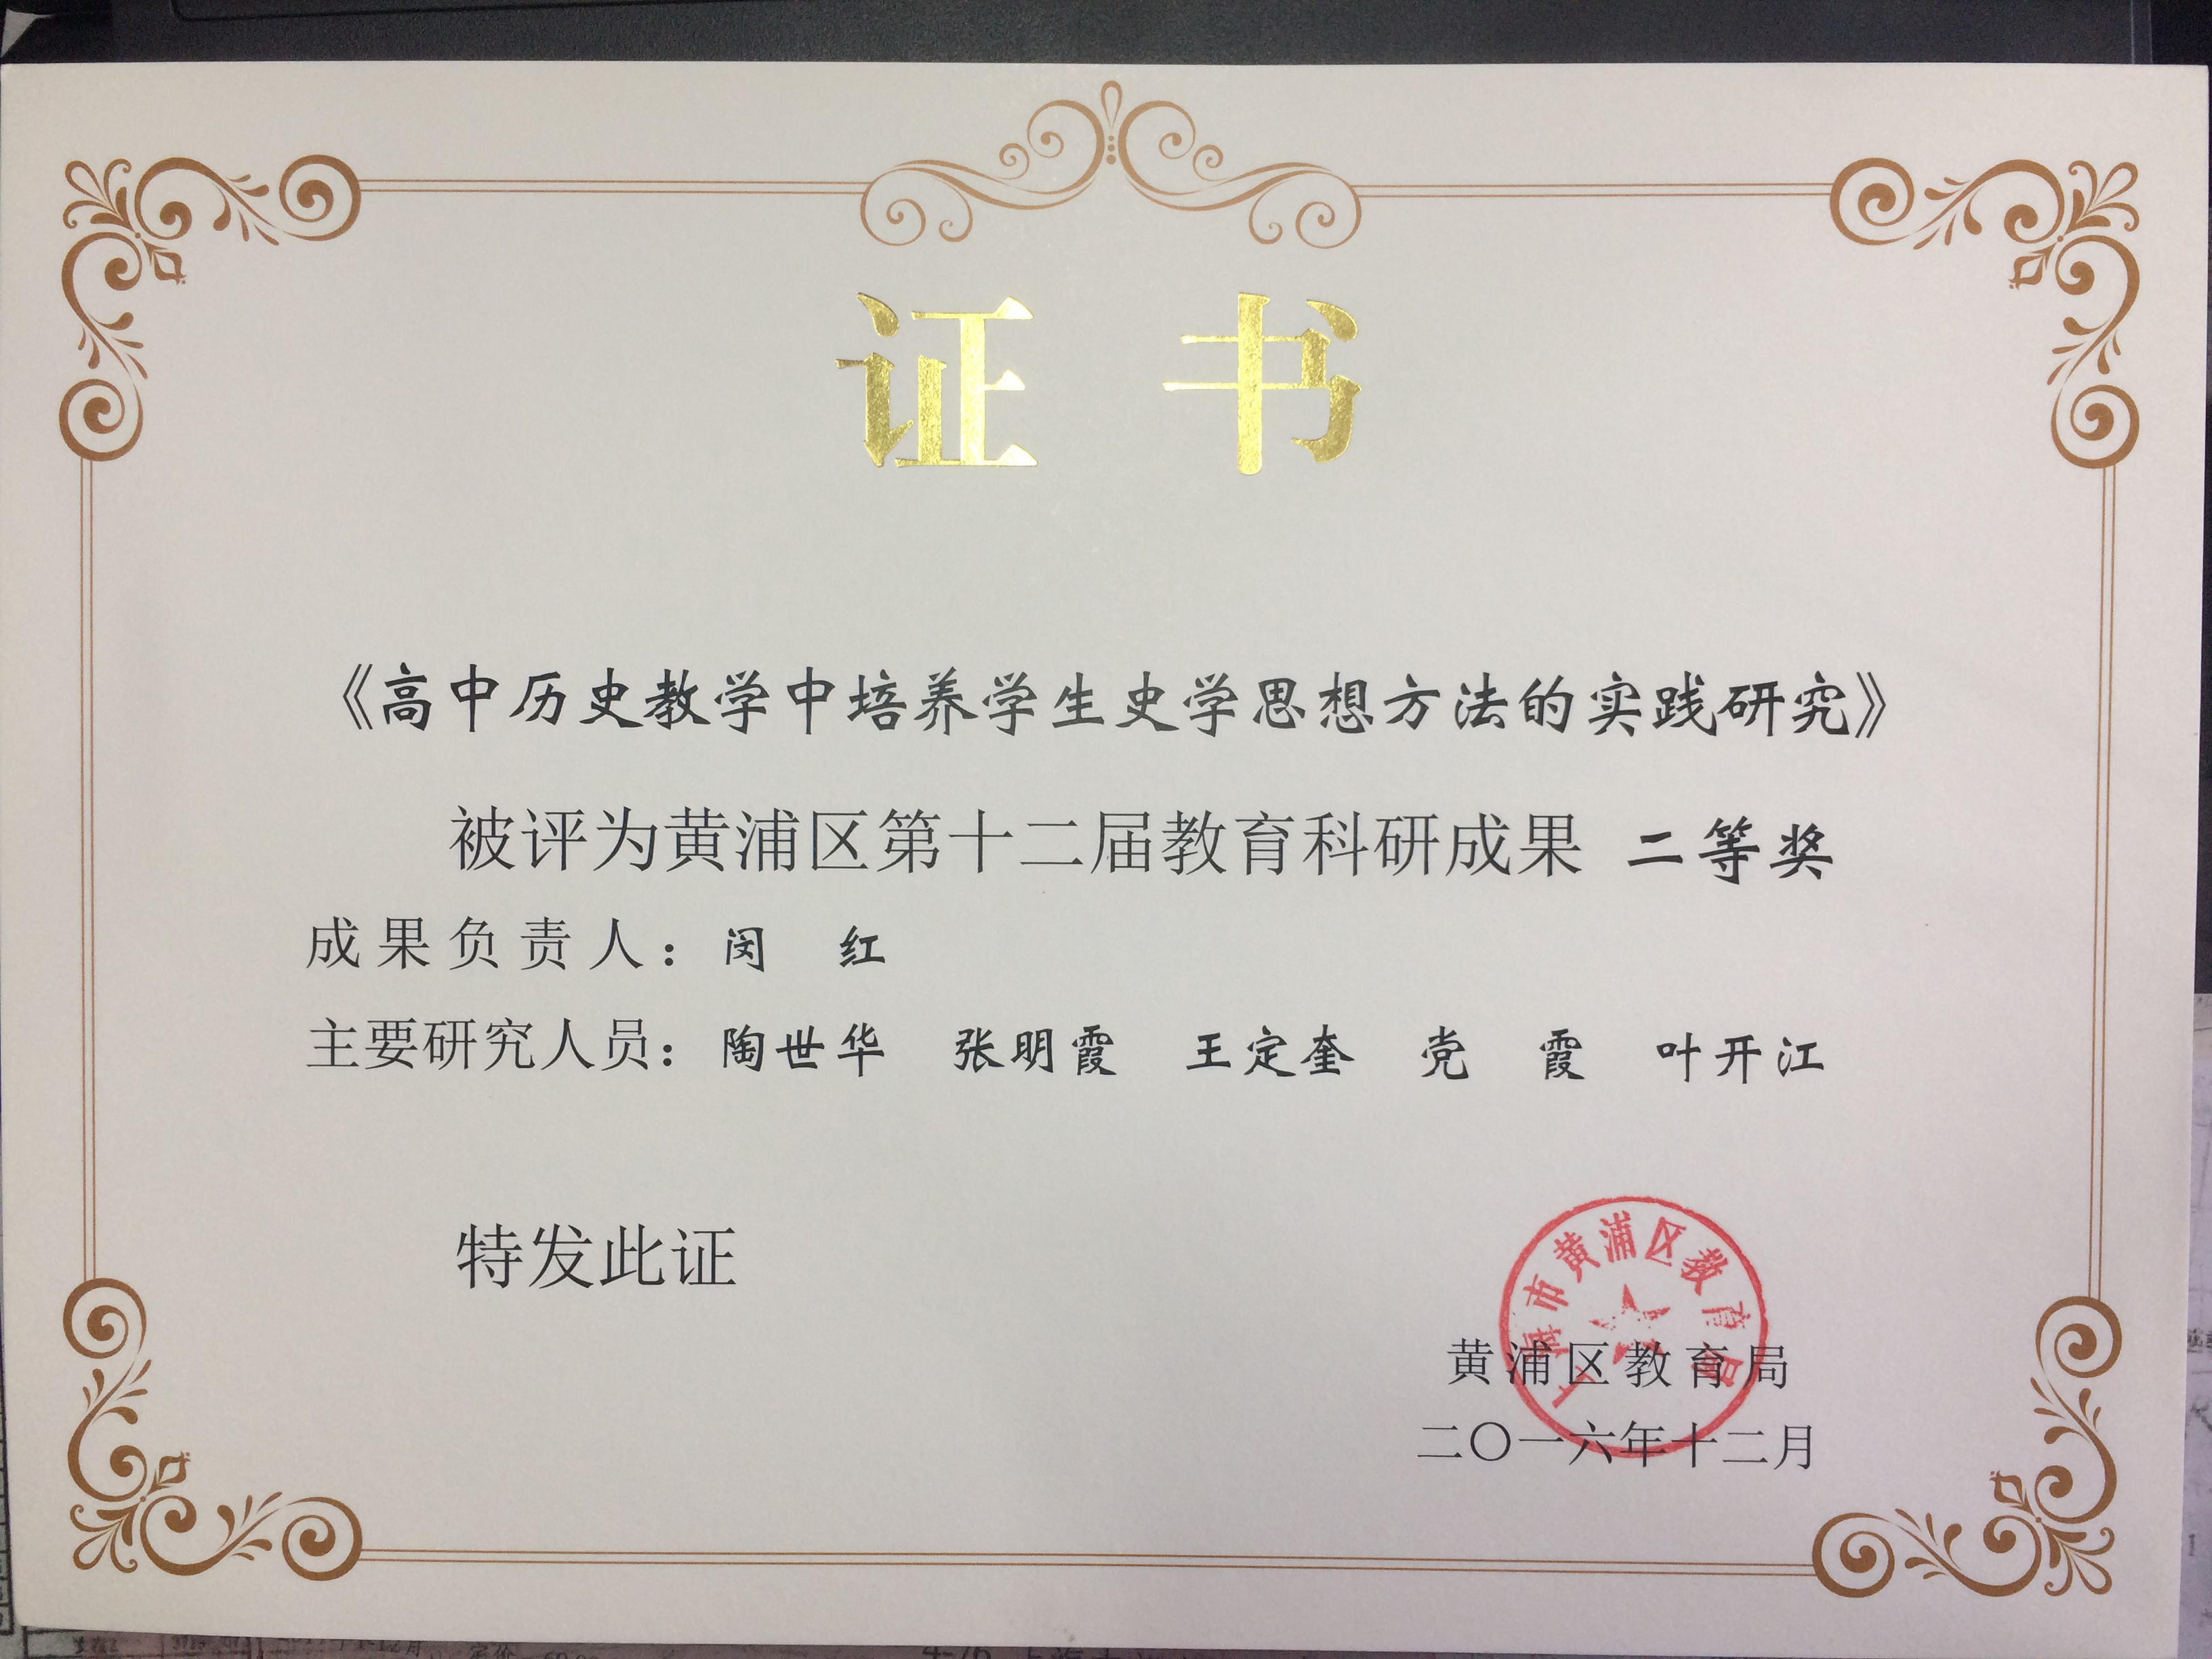 证 书
《高中历史教学中培养学生史学思想方法的实践研究》
被评为黄浦区第十二届教育科研成果 二等奖
成果负责人：闵 红
主要研究人员：陶世华 张明霞 王定奎 党 霞 叶开江
特发此证
上海市黄浦区教育局
黄浦区教育局
二〇一六年十二月